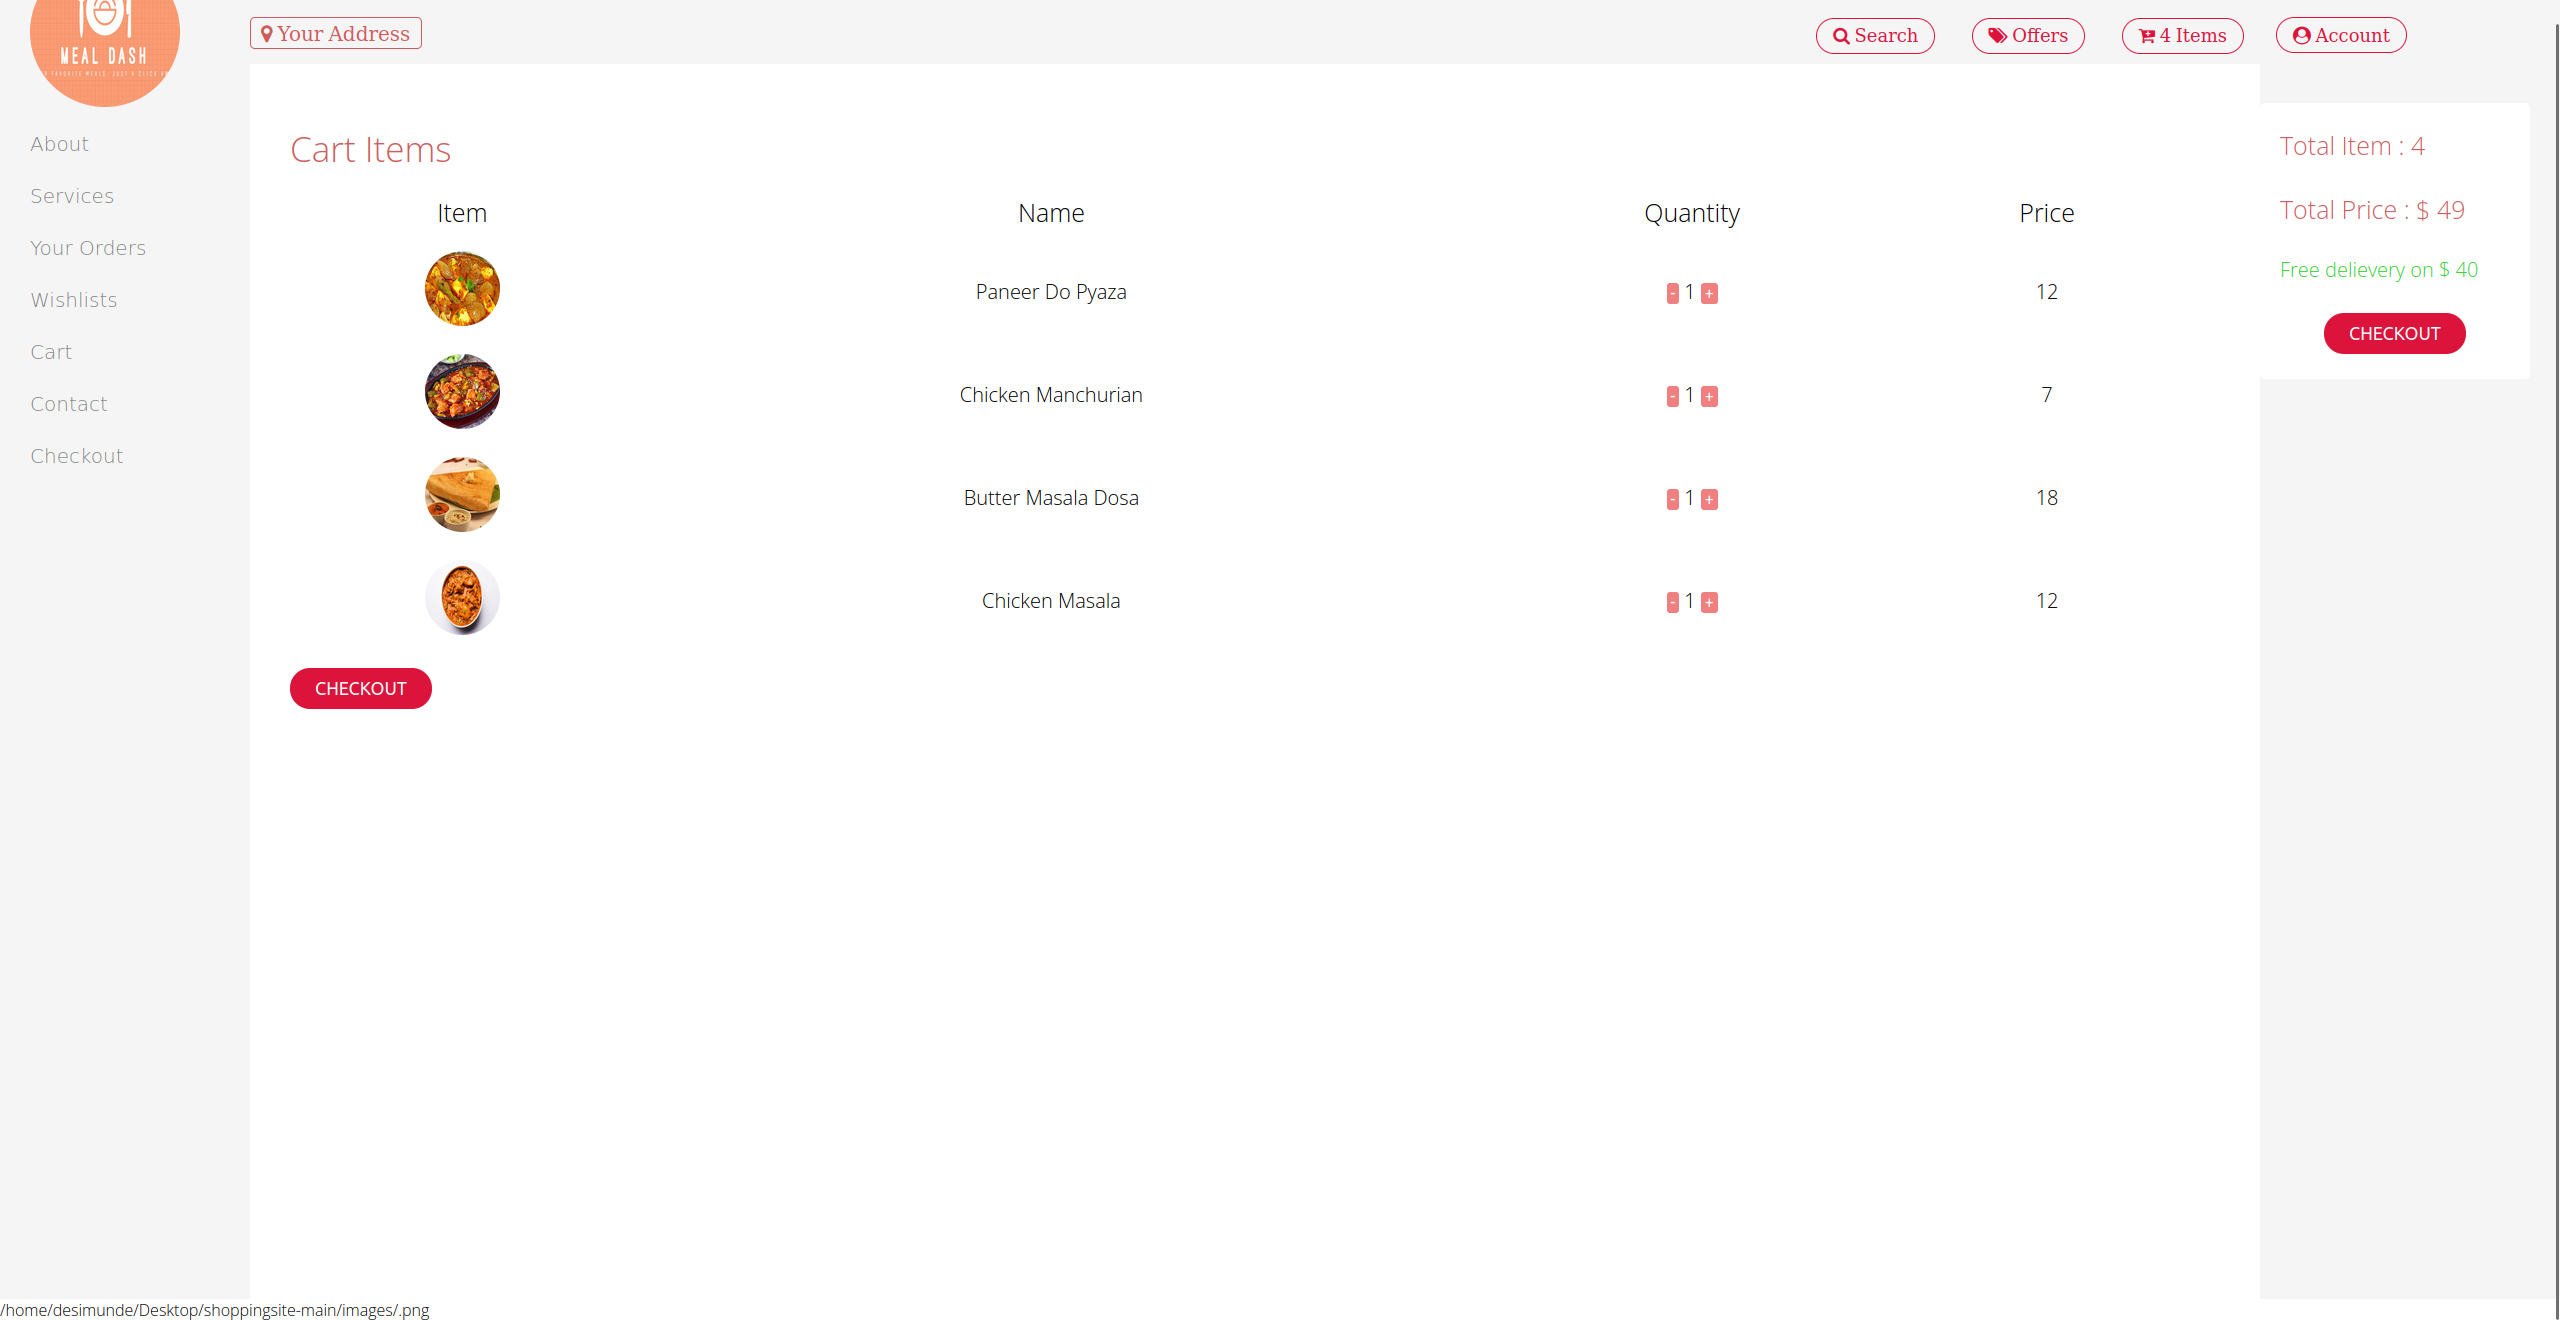 MEAL DASH
Your Address
Search
Offers
4 Items
Account
About
Services
Your Orders
Wishlists
Cart
Contact
Checkout
Cart Items
Item Name Quantity Price
Paneer Do Pyaza - 1 + 12
Chicken Manchurian - 1 + 7
Butter Masala Dosa - 1 + 18
Chicken Masala - 1 + 12
CHECKOUT
Total Item : 4
Total Price : $ 49
Free delievery on $ 40
CHECKOUT
/home/desimunde/Desktop/shoppingsite-main/images/.png